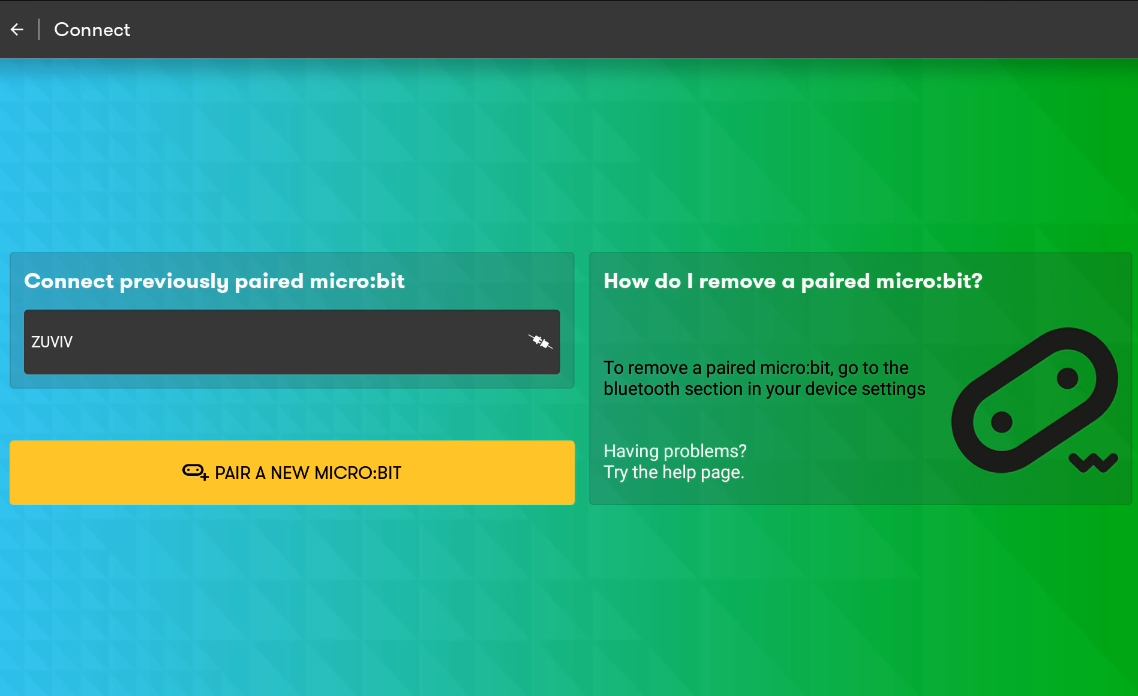 Connect
Connect previously paired micro:bit
ZUVIV
PAIR A NEW MICRO:BIT
How do I remove a paired micro:bit?
To remove a paired micro:bit, go to the
bluetooth section in your device settings
Having problems?
Try the help page.